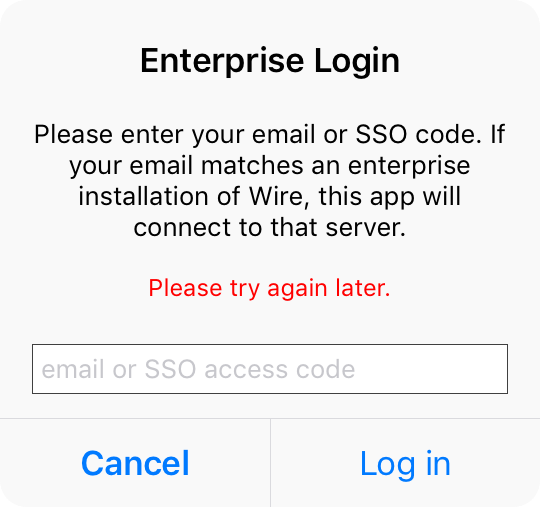 Enterprise Login
Please enter your email or SSO code. If
your email matches an enterprise
installation of Wire, this app will
connect to that server.
Please try again later.
email or SSO access code
Cancel
Log in